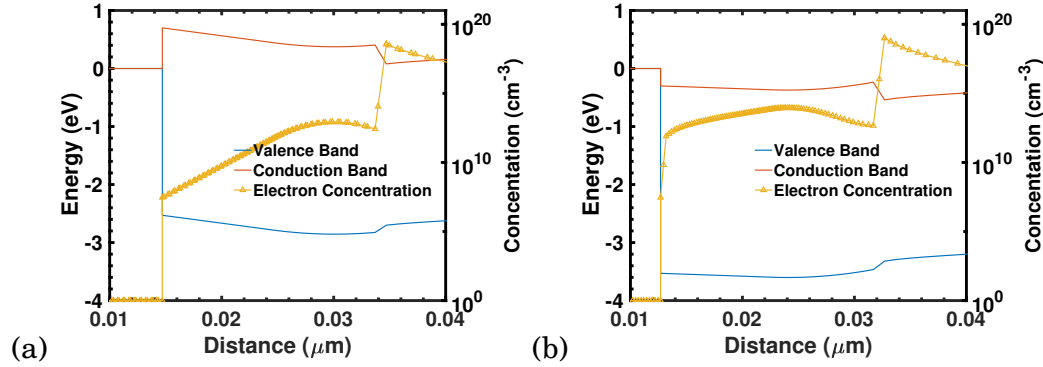 1
0
-1
-2
-3
-4
Energy (eV)
0.01
0.02
0.03
0.04
Distance (μm)
10^20
10^10
10^0
Concentation (cm^-3)
Valence Band
Conduction Band
Electron Concentration
(a)
1
0
-1
-2
-3
-4
Energy (eV)
0.01
0.02
0.03
0.04
Distance (μm)
10^20
10^10
10^0
Concentation (cm^-3)
Valence Band
Conduction Band
Electron Concentration
(b)